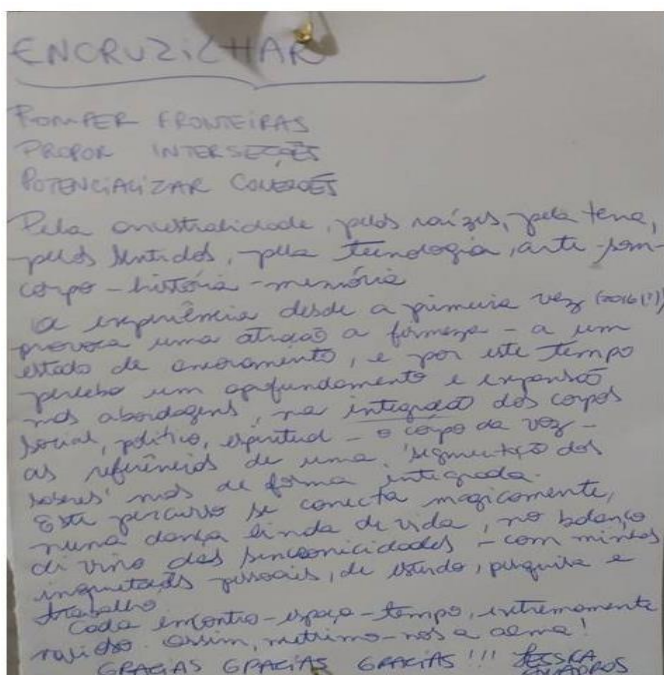 ENCRUZILHAR
ROMPER FRONTEIRAS
PROPOR INTERSECÇÕES
POTENCIALIZAR CONEXÕES
Pela ancestralidade, pelas raízes, pela terra,
pelos sentidos, pela tecnologia, arte-som-
corpo-história-memória
A experiência desde a primeira vez (2016(!))
provoca uma atração a firmeza - a um
estado de ancoramento, e por este tempo
percebo um aprofundamento e expansão
nas abordagens, na integração dos corpos
social, político, espiritual - o corpo da voz -
as referências de uma 'segmentação dos
saberes' mas de forma integrada.
Este percurso se conecta magicamente,
numa dança linda de vida, no balanço
divino das sincronicidades - com minhas
inquietações pessoais, de estudo, pesquisa e
trabalho
Cada encontro-espaço-tempo, extremamente
valioso. Assim, nutrimo-nos a alma!
GRACIAS GRACIAS GRACIAS!!!